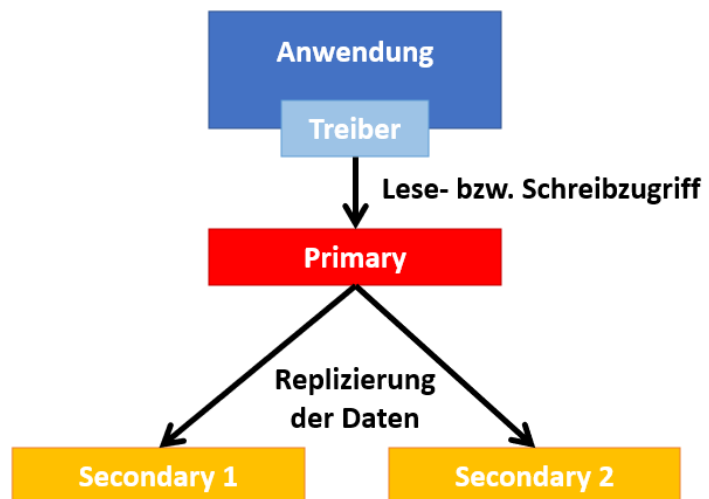 Anwendung
Treiber
Lese- bzw. Schreibzugriff
Primary
Replizierung
der Daten
Secondary 1
Secondary 2